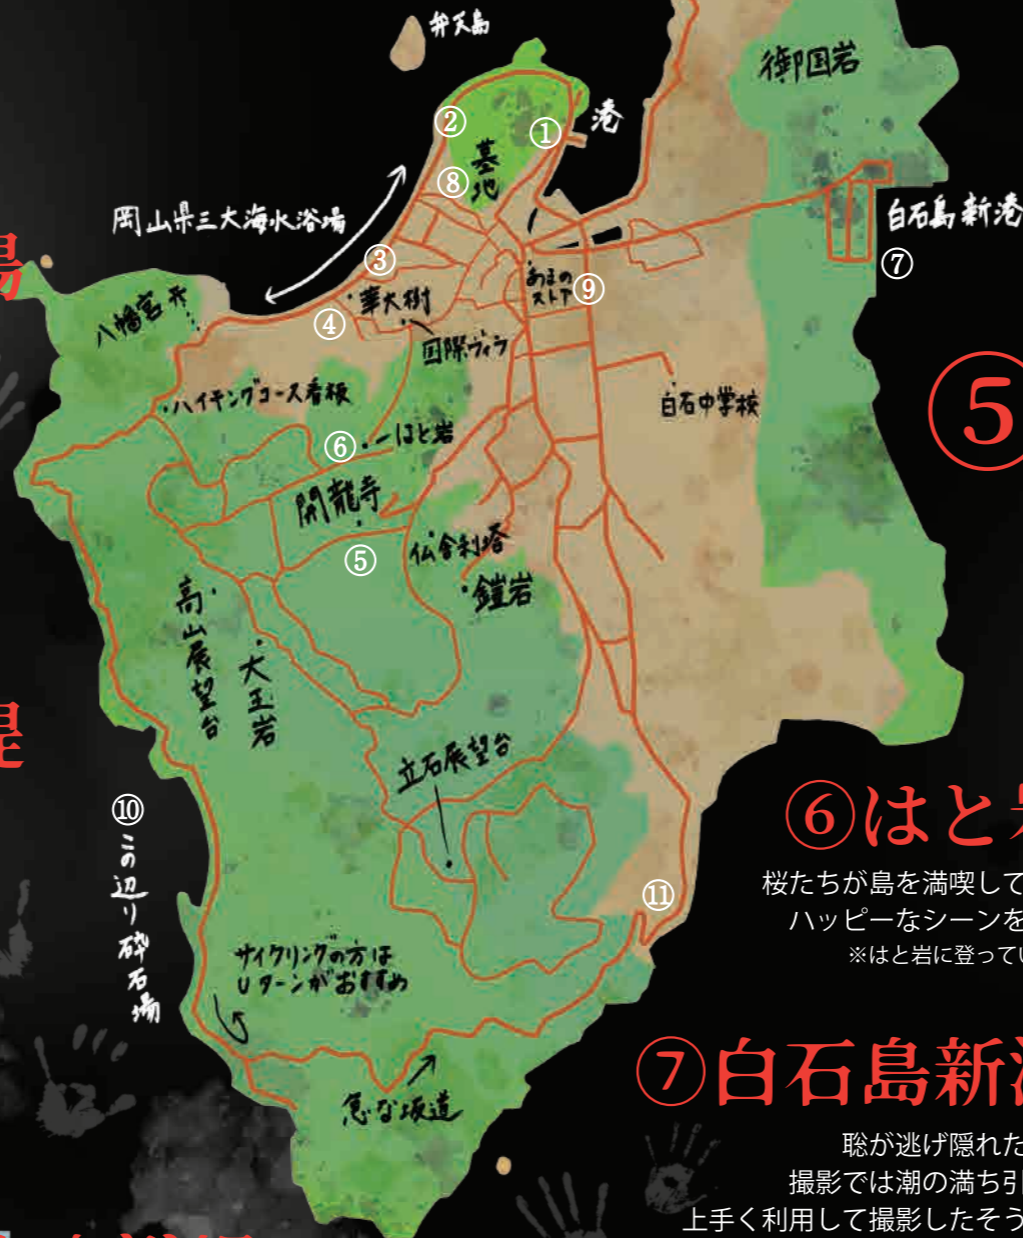 弁天島
御国岩
港
②
①
墓地
⑧
岡山県三大海水浴場
白石島新港
⑦
場
③
あまの
ストア
⑨
八幡宮
華大樹
④
国際ヴィラ
ハイキングコース看板
白石中学校
⑤
⑥
はと岩
開龍寺
仏舎利塔
⑤
鎧岩
高山展望台
大玉岩
立石展望台
⑩
この辺り砕石場
⑥はと
桜たちが島を満喫して
ハッピーなシーンを
※はと岩に登ってい
⑪
サイクリングの方は
Uターンがおすすめ
急な坂道
⑦白石島新
聡が逃げ隠れた
撮影では潮の満ち引
上手く利用して撮影したそう